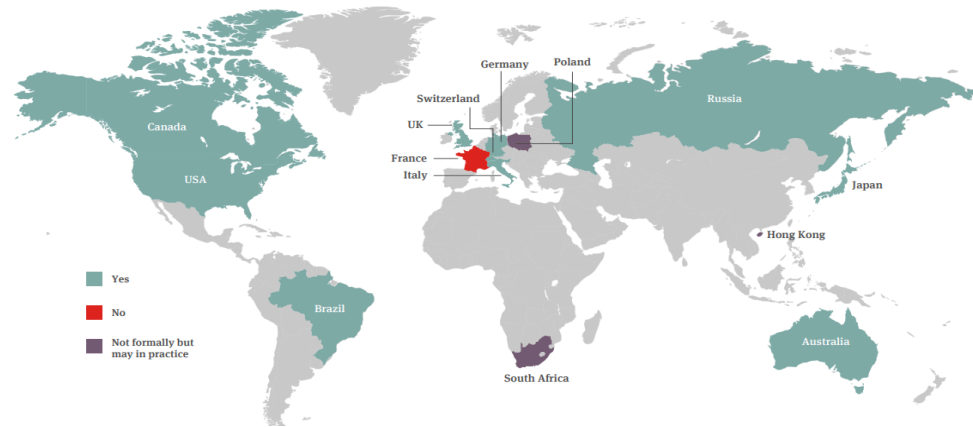 Germany
Poland
Switzerland
Russia
UK
Canada
France
Italy
USA
Japan
Hong Kong
Yes
Brazil
No
Not formally but
may in practice
Australia
South Africa